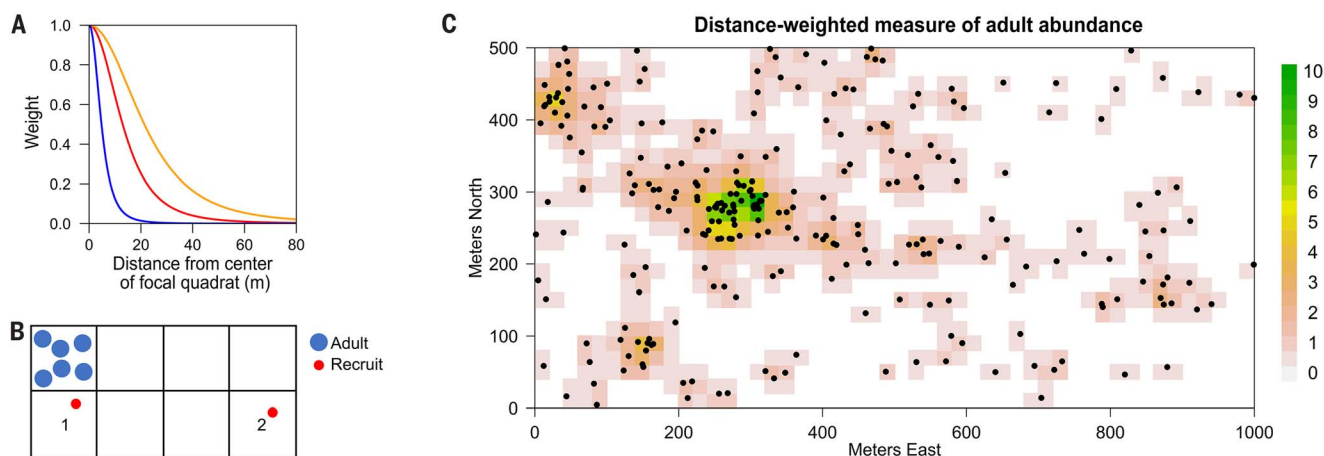 A
1.0
0.8
0.6
0.4
0.2
0.0
Weight
0 20 40 60 80
Distance from center
of focal quadrat (m)
B
1
2
Adult
Recruit
C
Distance-weighted measure of adult abundance
500
400
300
200
100
0
Meters North
0 200 400 600 800 1000
Meters East
10
9
8
7
6
5
4
3
2
1
0